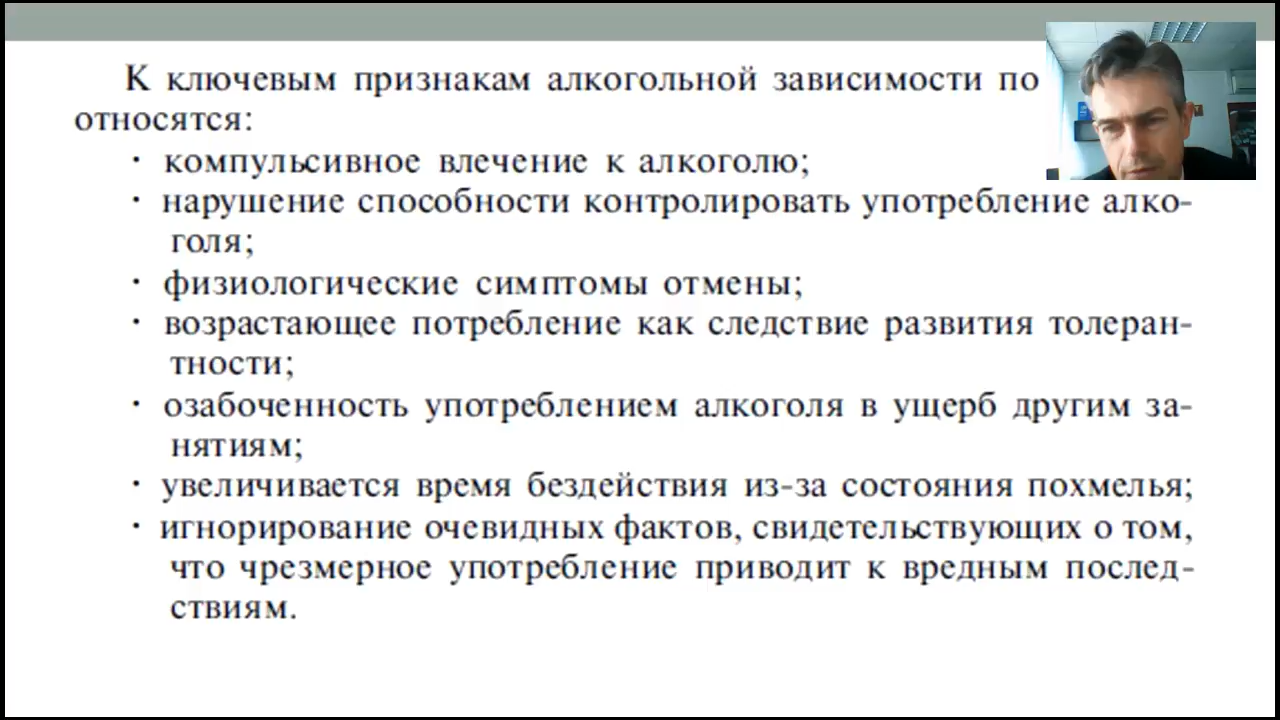 К ключевым признакам алкогольной зависимости по
относятся:
· компульсивное влечение к алкоголю;
· нарушение способности контролировать употребление алко-
голя;
· физиологические симптомы отмены;
· возрастающее потребление как следствие развития толеран-
тности;
· озабоченность употреблением алкоголя в ущерб другим за-
нятиям;
· увеличивается время бездействия из-за состояния похмелья;
· игнорирование очевидных фактов, свидетельствующих о том,
что чрезмерное употребление приводит к вредным послед-
ствиям.